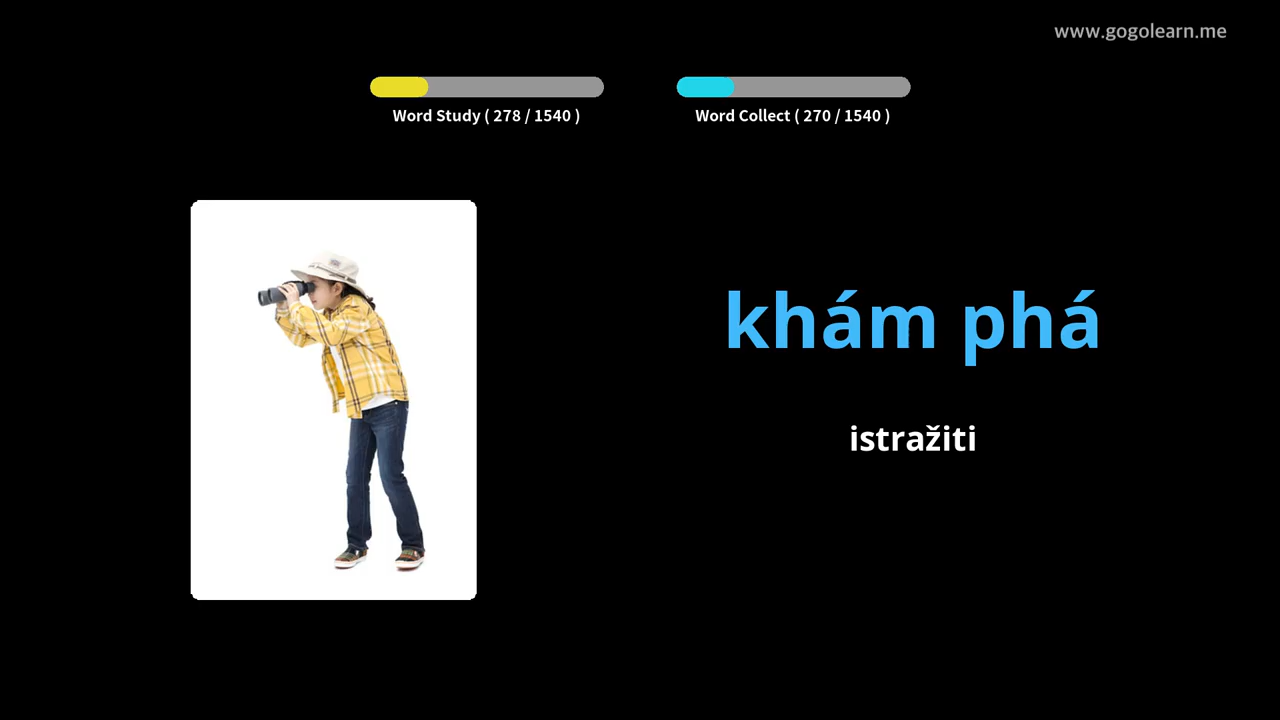 www.gogolearn.me
Word Study ( 278 / 1540 )
Word Collect ( 270 / 1540 )
khám phá
istražiti